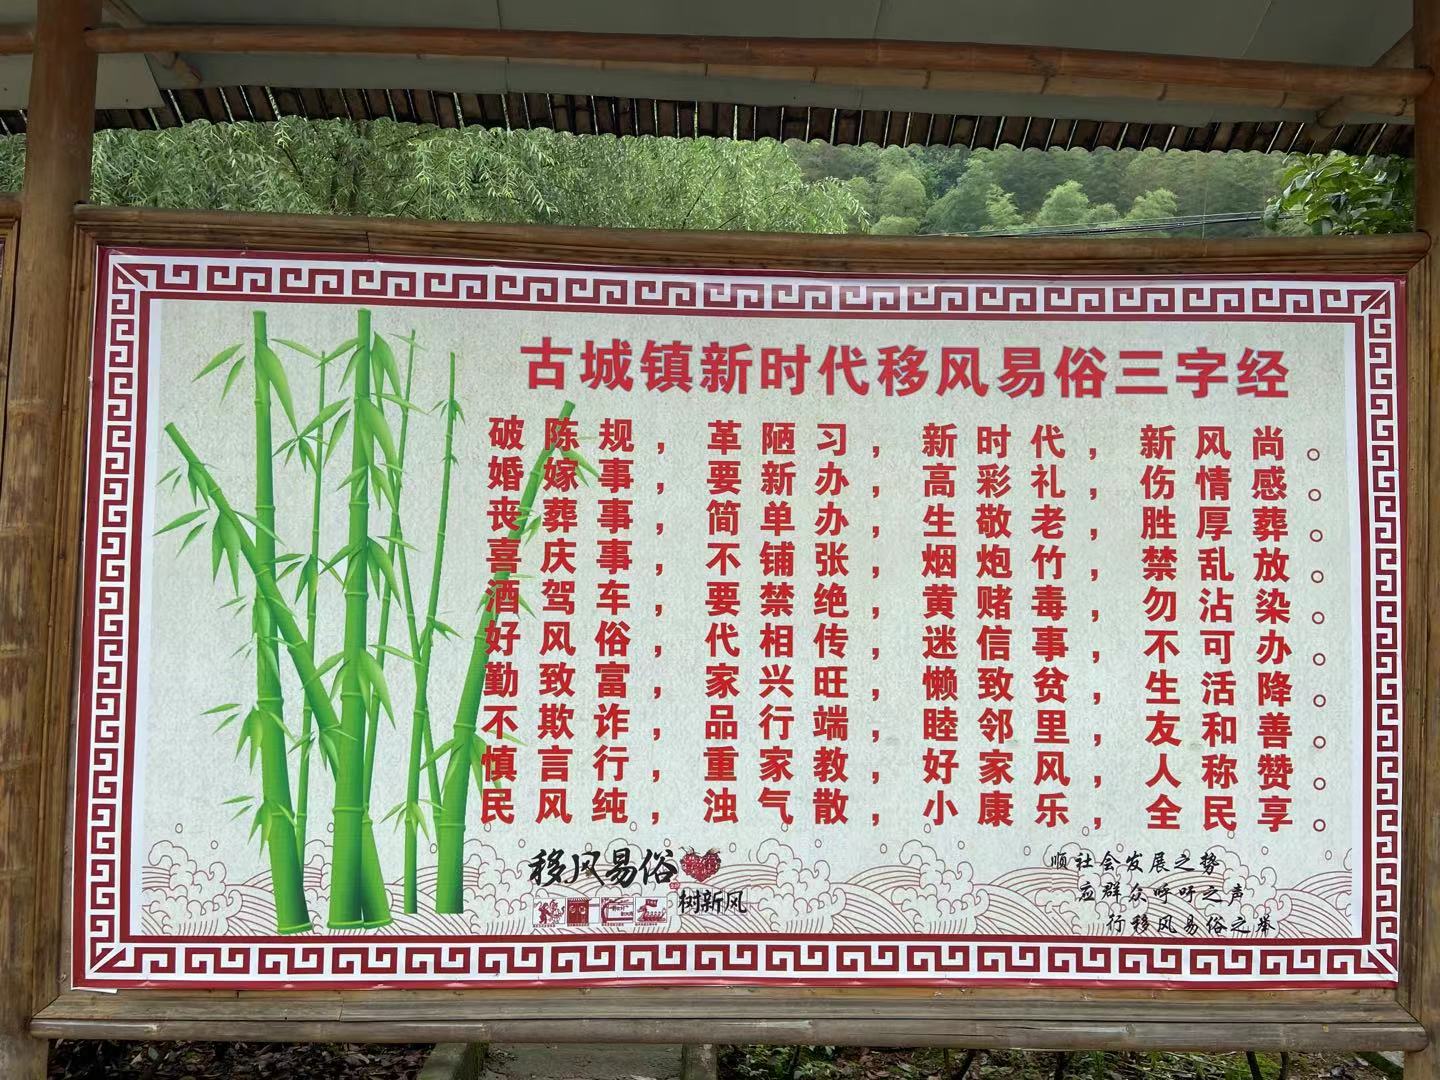 古城镇新时代移风易俗三字经
破陈规，革陋习，新时代，新风尚。
婚嫁事，要新办，高彩礼，伤情感。
丧葬事，简单办，生敬老，胜厚葬。
喜庆事，不铺张，烟炮竹，禁乱放。
酒驾车，要禁绝，黄赌毒，勿沾染。
好风俗，代相传，迷信事，不可办。
勤致富，家兴旺，懒致贫，生活降。
不欺诈，品行端，睦邻里，友和善。
慎言行，重家教，好家风，人称赞。
民风纯，浊气散，小康乐，全民享。
移风易俗
树新风
顺社会发展之势
应群众呼吁之声
行移风易俗之举